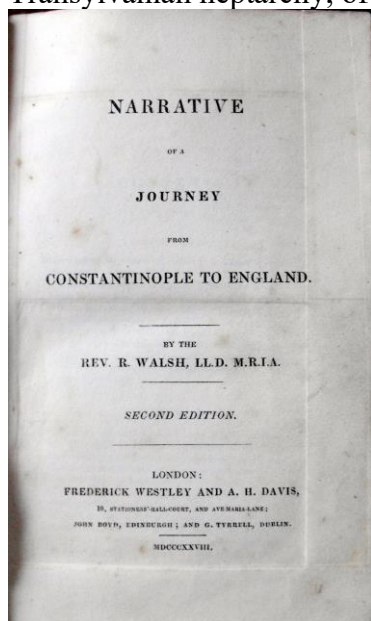 Transylvanian heptarchy, of
NARRATIVE
OF A
JOURNEY
FROM
CONSTANTINOPLE TO ENGLAND.
BY THE
REV. R. WALSH, LL.D. M.R.I.A.
SECOND EDITION.
LONDON:
FREDERICK WESTLEY AND A. H. DAVIS,
10, STATIONERS'-HALL-COURT, AND AVE-MARIA-LANE;
JOHN BOYD, EDINBURGH; AND G. TYRRELL, DUBLIN.
MDCCCXXVIII.